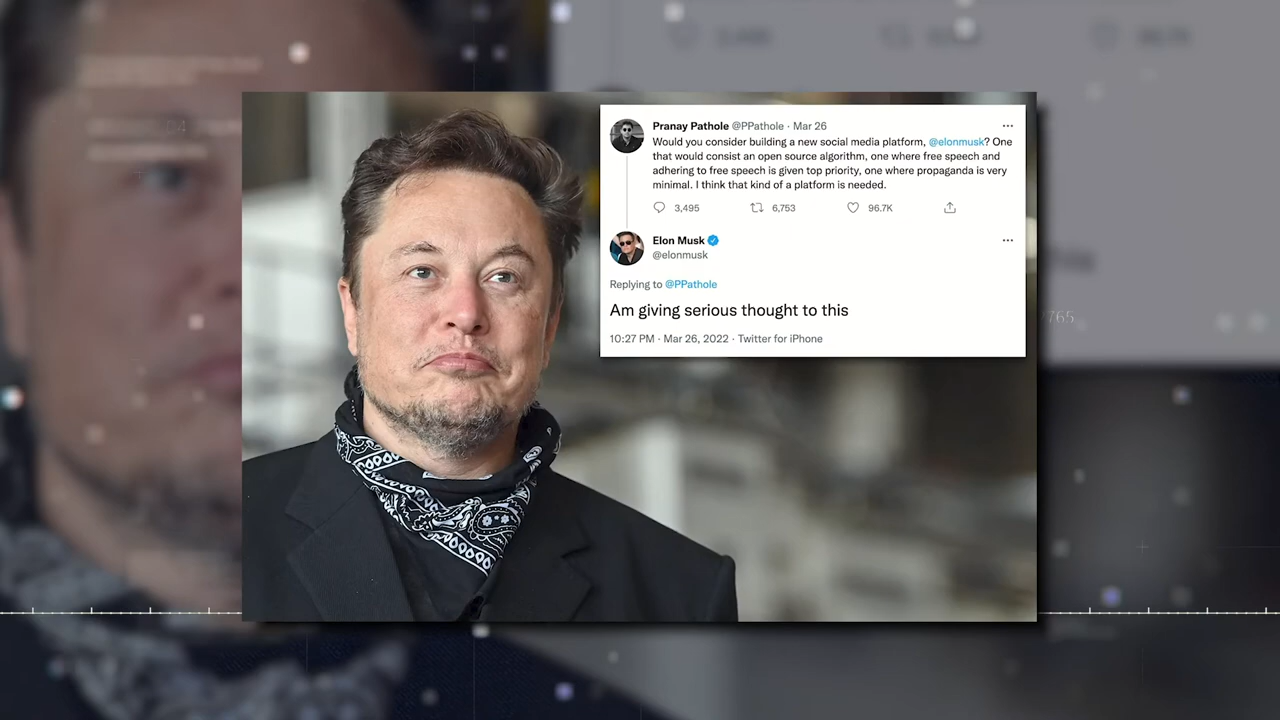 Pranay Pathole @PPathole · Mar 26
Would you consider building a new social media platform, @elonmusk? One
that would consist an open source algorithm, one where free speech and
adhering to free speech is given top priority, one where propaganda is very
minimal. I think that kind of a platform is needed.
3,495 6,753 96.7K
Elon Musk
@elonmusk
Replying to @PPathole
Am giving serious thought to this
10:27 PM · Mar 26, 2022 · Twitter for iPhone